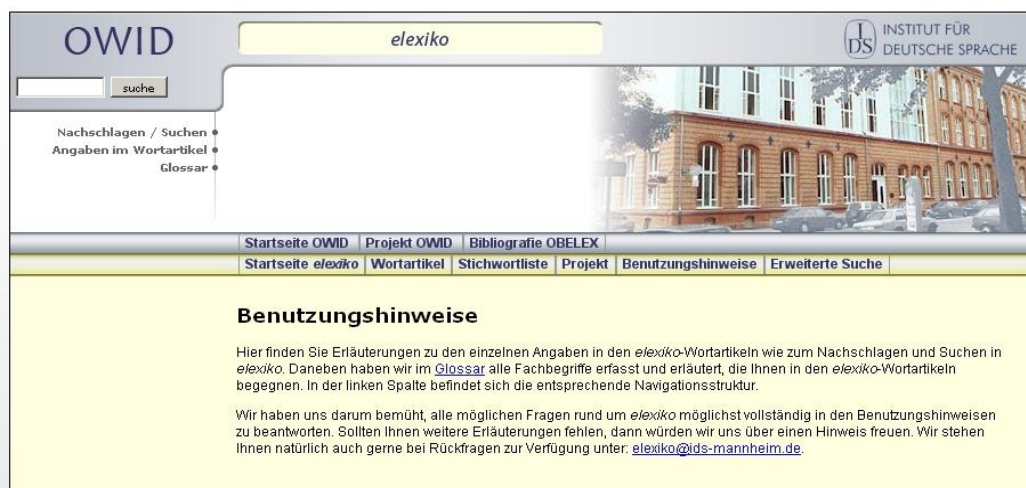 OWID
elexiko
INSTITUT FÜR
DEUTSCHE SPRACHE
IDS
suche
Nachschlagen / Suchen
Angaben im Wortartikel
Glossar
Startseite OWID | Projekt OWID | Bibliografie OBELEX
Startseite elexiko | Wortartikel | Stichwortliste | Projekt | Benutzungshinweise | Erweiterte Suche
Benutzungshinweise
Hier finden Sie Erläuterungen zu den einzelnen Angaben in den elexiko-Wortartikeln wie zum Nachschlagen und Suchen in
elexiko. Daneben haben wir im Glossar alle Fachbegriffe erfasst und erläutert, die Ihnen in den elexiko-Wortartikeln
begegnen. In der linken Spalte befindet sich die entsprechende Navigationsstruktur.
Wir haben uns darum bemüht, alle möglichen Fragen rund um elexiko möglichst vollständig in den Benutzungshinweisen
zu beantworten. Sollten Ihnen weitere Erläuterungen fehlen, dann würden wir uns über einen Hinweis freuen. Wir stehen
Ihnen natürlich auch gerne bei Rückfragen zur Verfügung unter: elexiko@ids-mannheim.de.